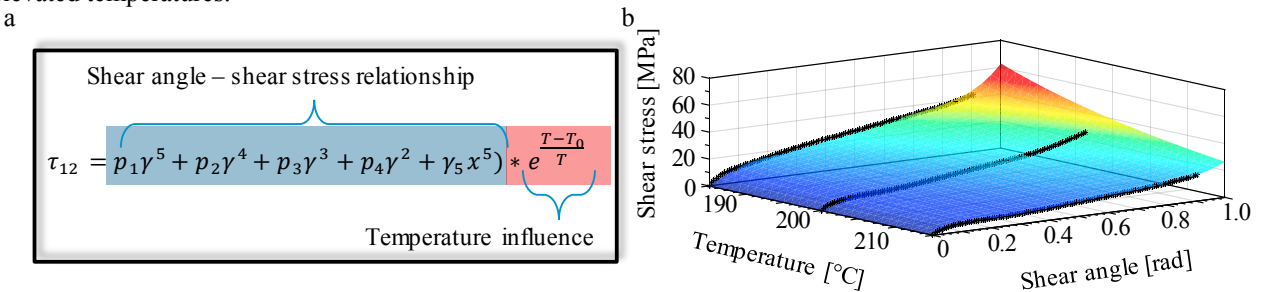 elevated temperatures.
a
b
Shear angle – shear stress relationship
τ₁₂ = p₁γ⁵ + p₂γ⁴ + p₃γ³ + p₄γ² + γ₅x⁵) * e^((T−T₀)/T)
Temperature influence
Shear stress [MPa]
80
60
40
20
0
190
200
210
Temperature [°C]
0
0.2
0.4
0.6
0.8
1.0
Shear angle [rad]